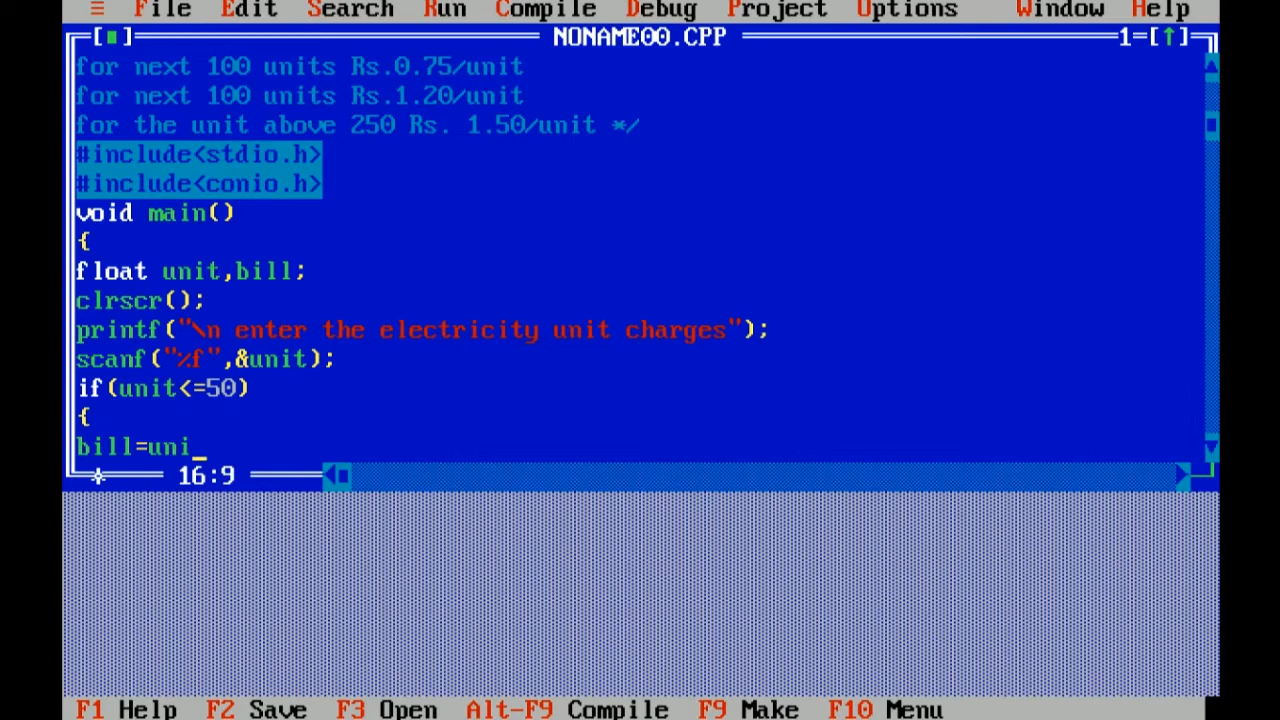 ≡ File Edit Search Run Compile Debug Project Options Window Help
[■] NONAME00.CPP 1=[↑]
for next 100 units Rs.0.75/unit
for next 100 units Rs.1.20/unit
for the unit above 250 Rs. 1.50/unit */
#include<stdio.h>
#include<conio.h>
void main()
{
float unit,bill;
clrscr();
printf("\n enter the electricity unit charges");
scanf("%f",&unit);
if(unit<=50)
{
bill=uni_
16:9
F1 Help F2 Save F3 Open Alt-F9 Compile F9 Make F10 Menu